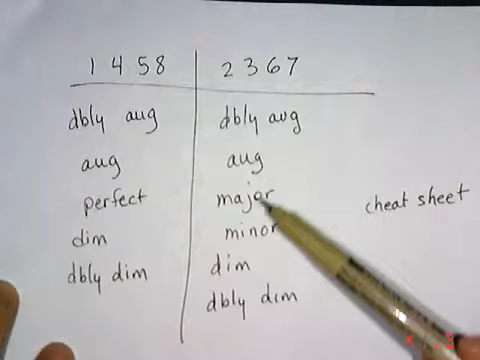 1 4 5 8 2 3 6 7
dbly aug dbly aug
aug aug
perfect major cheat sheet
dim minor
dbly dim dim
dbly dim